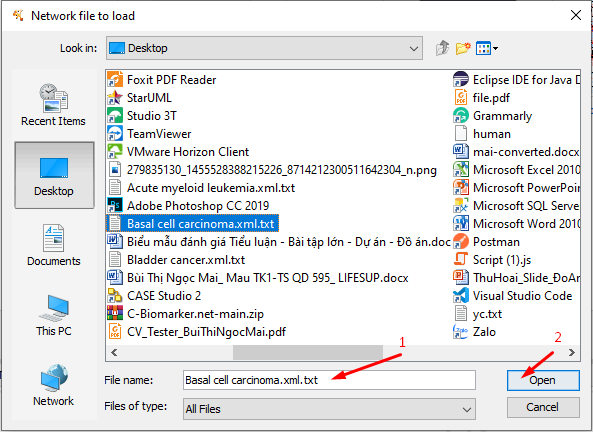 Network file to load
Look in:
Desktop
Recent Items
Desktop
Documents
This PC
Network
Foxit PDF Reader
StarUML
Studio 3T
TeamViewer
VMware Horizon Client
279835130_1455528388215226_8714212300511642304_n.png
Acute myeloid leukemia.xml.txt
Adobe Photoshop CC 2019
Basal cell carcinoma.xml.txt
Biểu mẫu đánh giá Tiểu luận - Bài tập lớn - Dự án - Đồ án.doc
Bladder cancer.xml.txt
Bùi Thị Ngọc Mai_ Mau TK1-TS QD 595_ LIFESUP.docx
CASE Studio 2
C-Biomarker.net-main.zip
CV_Tester_BuiThiNgocMai.pdf
Eclipse IDE for Java D
file.pdf
Grammarly
human
mai-converted.docx
Microsoft Excel 2010
Microsoft PowerPoi
Microsoft SQL Serve
Microsoft Word 2010
Postman
Script (1).js
ThuHoai_Slide_ĐoAr
Visual Studio Code
yc.txt
Zalo
1
2
File name:
Basal cell carcinoma.xml.txt
Open
Files of type:
All Files
Cancel